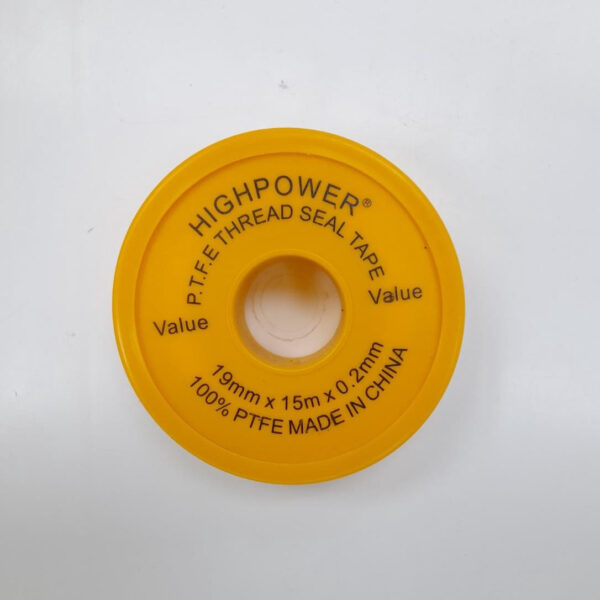 HIGHPOWER®
P.T.F.E THREAD SEAL TAPE
Value
Value
19mm x 15m x 0.2mm
100% PTFE MADE IN CHINA